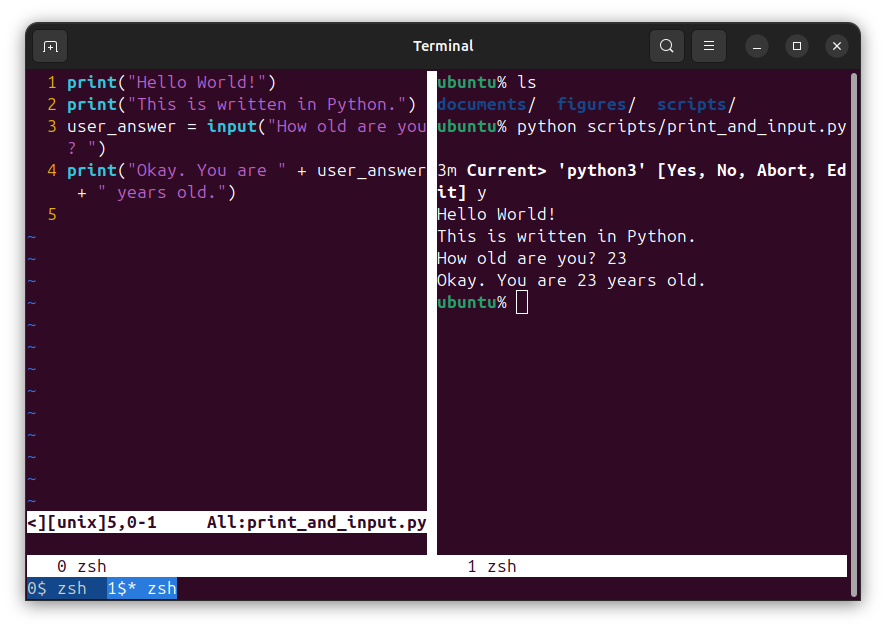 Terminal
1 print("Hello World!")
2 print("This is written in Python.")
3 user_answer = input("How old are you
? ")
4 print("Okay. You are " + user_answer
+ " years old.")
5
~
~
~
~
~
~
~
~
~
~
~
~
~
<][unix]5,0-1 All:print_and_input.py
0 zsh
ubuntu% ls
documents/ figures/ scripts/
ubuntu% python scripts/print_and_input.py
3m Current> 'python3' [Yes, No, Abort, Ed
it] y
Hello World!
This is written in Python.
How old are you? 23
Okay. You are 23 years old.
ubuntu%
1 zsh
0$ zsh 1$* zsh